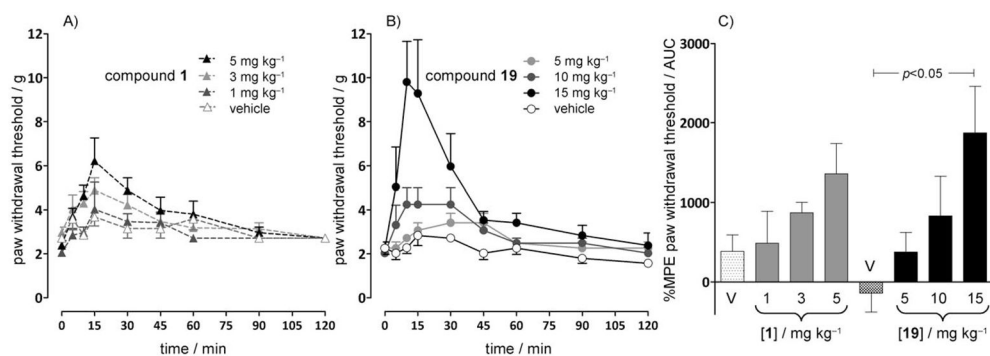 A)
compound 1
5 mg kg⁻¹
3 mg kg⁻¹
1 mg kg⁻¹
vehicle
paw withdrawal threshold / g
12
10
8
6
4
2
0
0 15 30 45 60 75 90 105 120
time / min
B)
compound 19
5 mg kg⁻¹
10 mg kg⁻¹
15 mg kg⁻¹
vehicle
paw withdrawal threshold / g
12
10
8
6
4
2
0
0 15 30 45 60 75 90 105 120
time / min
C)
%MPE paw withdrawal threshold / AUC
3000
2000
1000
0
p<0.05
V
V 1 3 5 5 10 15
[1] / mg kg⁻¹ [19] / mg kg⁻¹